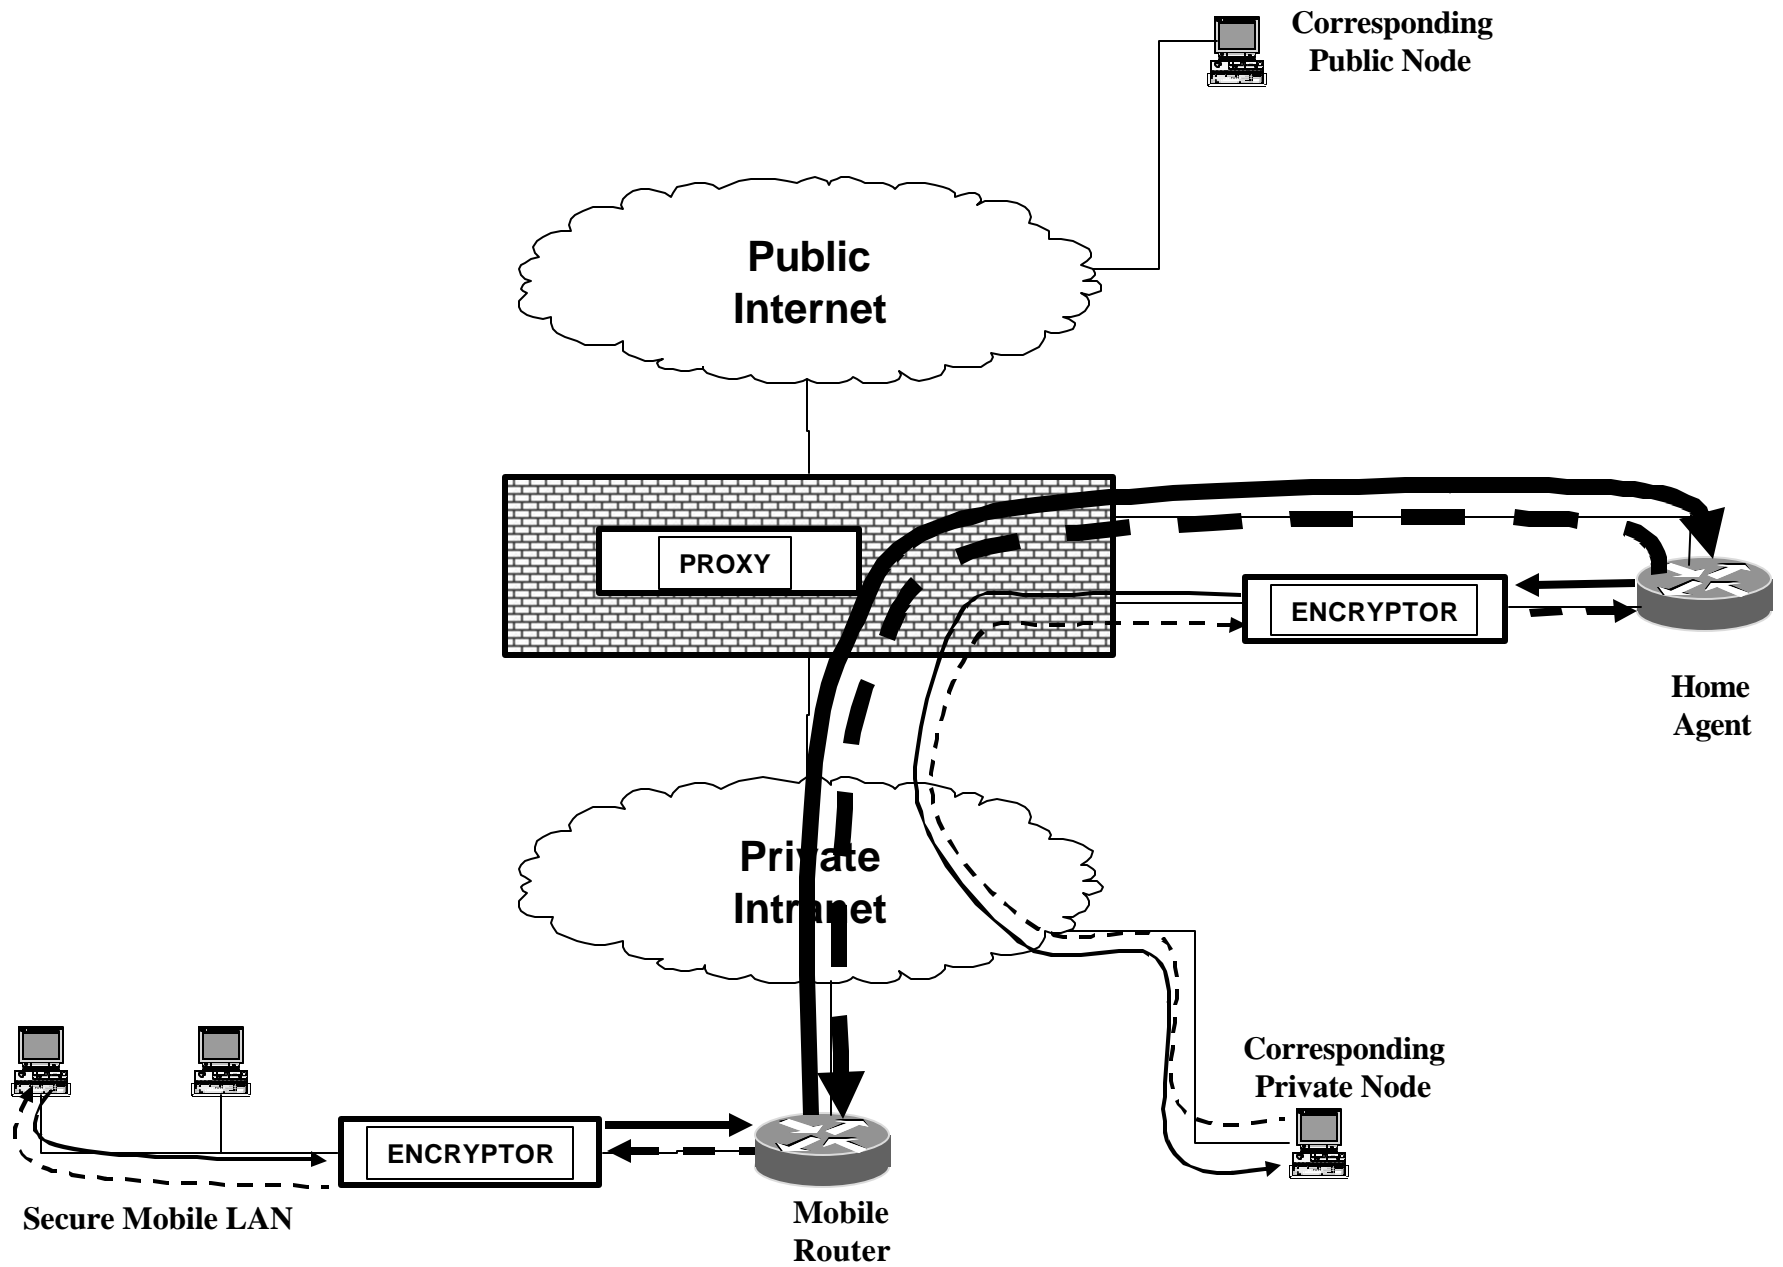 Corresponding
Public Node
Public
Internet
PROXY
ENCRYPTOR
Home
Agent
Private
Intranet
Corresponding
Private Node
ENCRYPTOR
Secure Mobile LAN
Mobile
Router